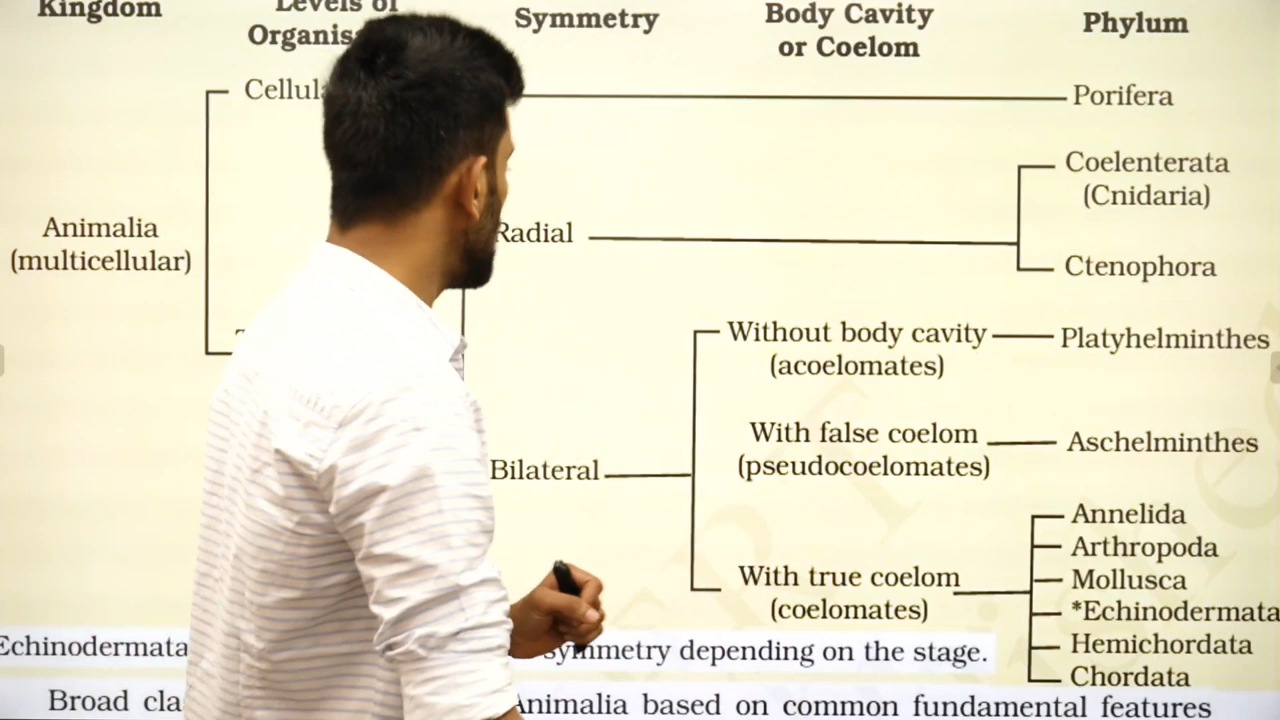 Kingdom
Levels of
Organis
Symmetry
Body Cavity
or Coelom
Phylum
Cellul
Porifera
Coelenterata
(Cnidaria)
Animalia
(multicellular)
Radial
Ctenophora
Without body cavity
(acoelomates)
Platyhelminthes
With false coelom
(pseudocoelomates)
Aschelminthes
Bilateral
With true coelom
(coelomates)
Annelida
Arthropoda
Mollusca
*Echinodermata
Hemichordata
Chordata
Echinodermata symmetry depending on the stage.
Broad cla Animalia based on common fundamental features